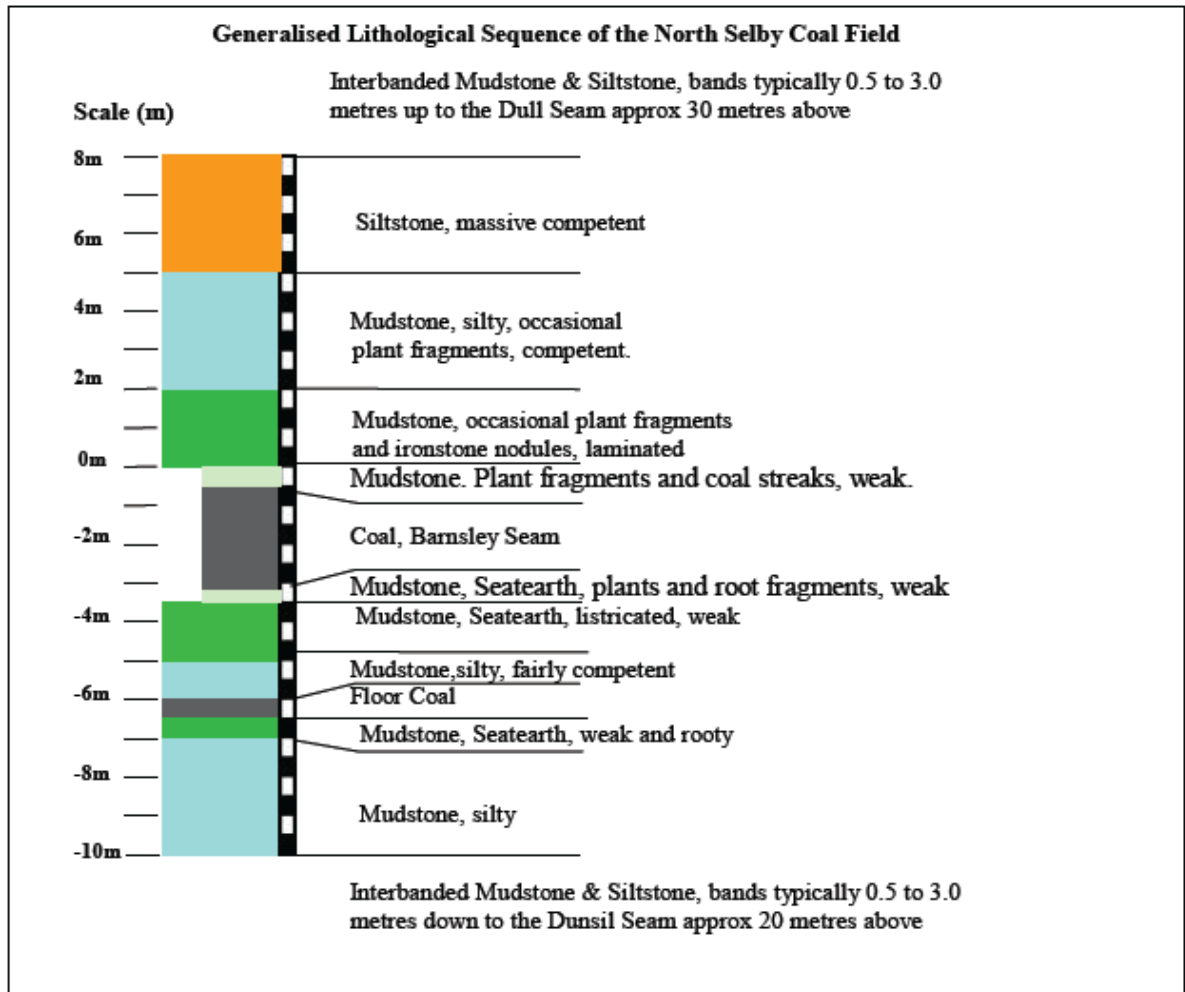 Generalised Lithological Sequence of the North Selby Coal Field
Interbanded Mudstone & Siltstone, bands typically 0.5 to 3.0
metres up to the Dull Seam approx 30 metres above
Scale (m)
8m
Siltstone, massive competent
6m
4m
Mudstone, silty, occasional
plant fragments, competent.
2m
Mudstone, occasional plant fragments
and ironstone nodules, laminated
0m
Mudstone. Plant fragments and coal streaks, weak.
-2m
Coal, Barnsley Seam
Mudstone, Seatearth, plants and root fragments, weak
-4m
Mudstone, Seatearth, listricated, weak
Mudstone,silty, fairly competent
-6m
Floor Coal
Mudstone, Seatearth, weak and rooty
-8m
Mudstone, silty
-10m
Interbanded Mudstone & Siltstone, bands typically 0.5 to 3.0
metres down to the Dunsil Seam approx 20 metres above